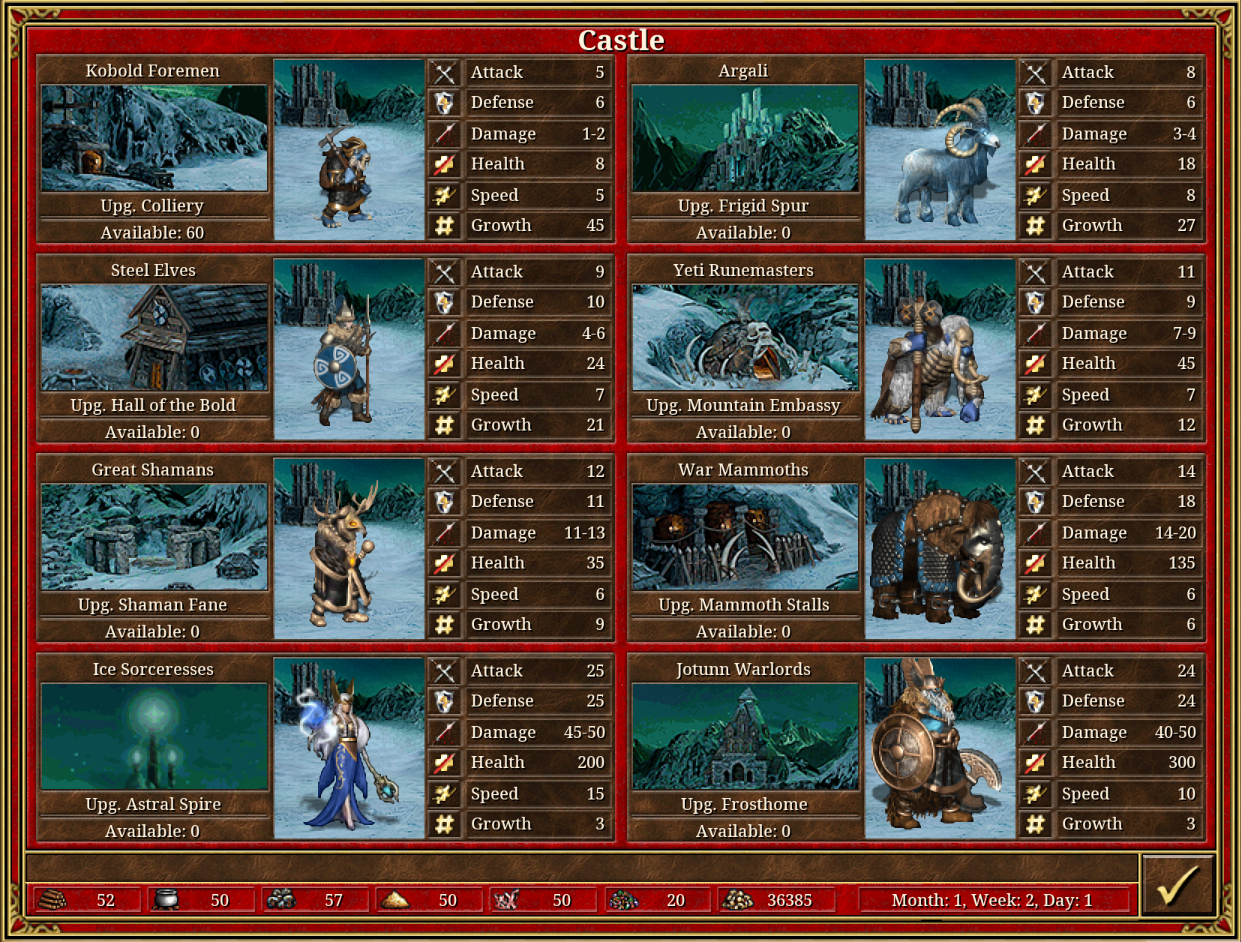 Castle
Kobold Foremen
Upg. Colliery
Available: 60
Attack 5
Defense 6
Damage 1-2
Health 8
Speed 5
Growth 45
Argali
Upg. Frigid Spur
Available: 0
Attack 8
Defense 6
Damage 3-4
Health 18
Speed 8
Growth 27
Steel Elves
Upg. Hall of the Bold
Available: 0
Attack 9
Defense 10
Damage 4-6
Health 24
Speed 7
Growth 21
Yeti Runemasters
Upg. Mountain Embassy
Available: 0
Attack 11
Defense 9
Damage 7-9
Health 45
Speed 7
Growth 12
Great Shamans
Upg. Shaman Fane
Available: 0
Attack 12
Defense 11
Damage 11-13
Health 35
Speed 6
Growth 9
War Mammoths
Upg. Mammoth Stalls
Available: 0
Attack 14
Defense 18
Damage 14-20
Health 135
Speed 6
Growth 6
Ice Sorceresses
Upg. Astral Spire
Available: 0
Attack 25
Defense 25
Damage 45-50
Health 200
Speed 15
Growth 3
Jotunn Warlords
Upg. Frosthome
Available: 0
Attack 24
Defense 24
Damage 40-50
Health 300
Speed 10
Growth 3
52 50 57 50 50 20 36385 Month: 1, Week: 2, Day: 1